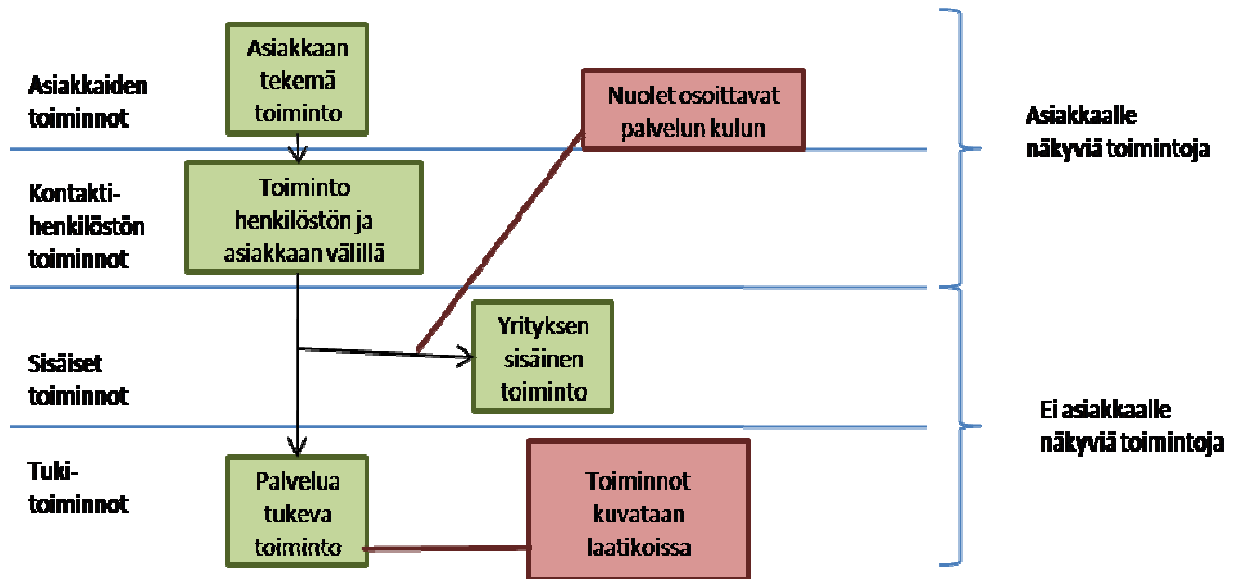 Asiakkaiden
toiminnot
Asiakkaan
tekemä
toiminto
Nuolet osoittavat
palvelun kulun
Asiakkaalle
näkyviä toimintoja
Kontakti-
henkilöstön
toiminnot
Toiminto
henkilöstön ja
asiakkaan välillä
Sisäiset
toiminnot
Yrityksen
sisäinen
toiminto
Ei asiakkaalle
näkyviä toimintoja
Tuki-
toiminnot
Palvelua
tukeva
toiminto
Toiminnot
kuvataan
laatikoissa